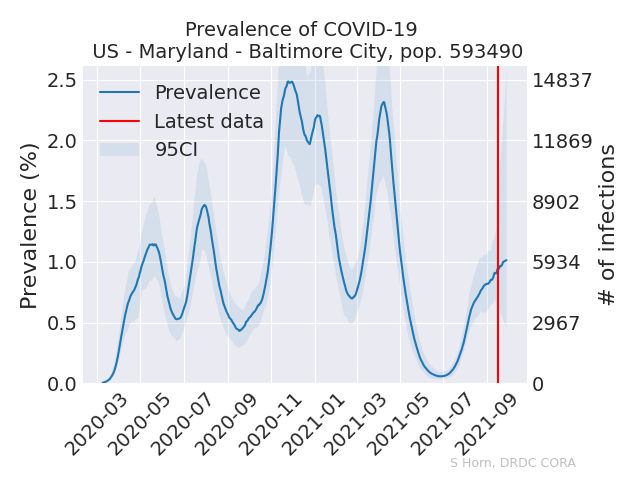 Prevalence of COVID-19
US - Maryland - Baltimore City, pop. 593490
Prevalence
Latest data
95CI
Prevalence (%)
2.5
2.0
1.5
1.0
0.5
0.0
14837
11869
8902
5934
2967
0
# of infections
2020-03
2020-05
2020-07
2020-09
2020-11
2021-01
2021-03
2021-05
2021-07
2021-09
S Horn, DRDC CORA